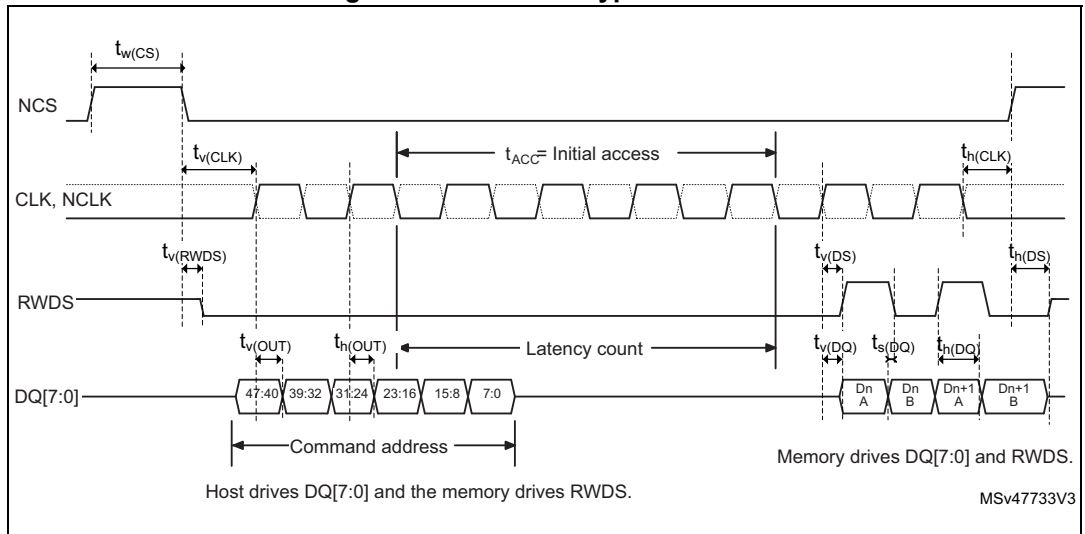 tw(CS)
NCS
tv(CLK)
tACC= Initial access
th(CLK)
CLK, NCLK
tv(RWDS)
tv(DS)
th(DS)
RWDS
tv(OUT)
th(OUT)
Latency count
tv(DQ)
ts(DQ)
th(DQ)
DQ[7:0]
47:40 39:32 31:24 23:16 15:8 7:0
Dn A
Dn B
Dn+1 A
Dn+1 B
Command address
Memory drives DQ[7:0] and RWDS.
Host drives DQ[7:0] and the memory drives RWDS.
MSv47733V3